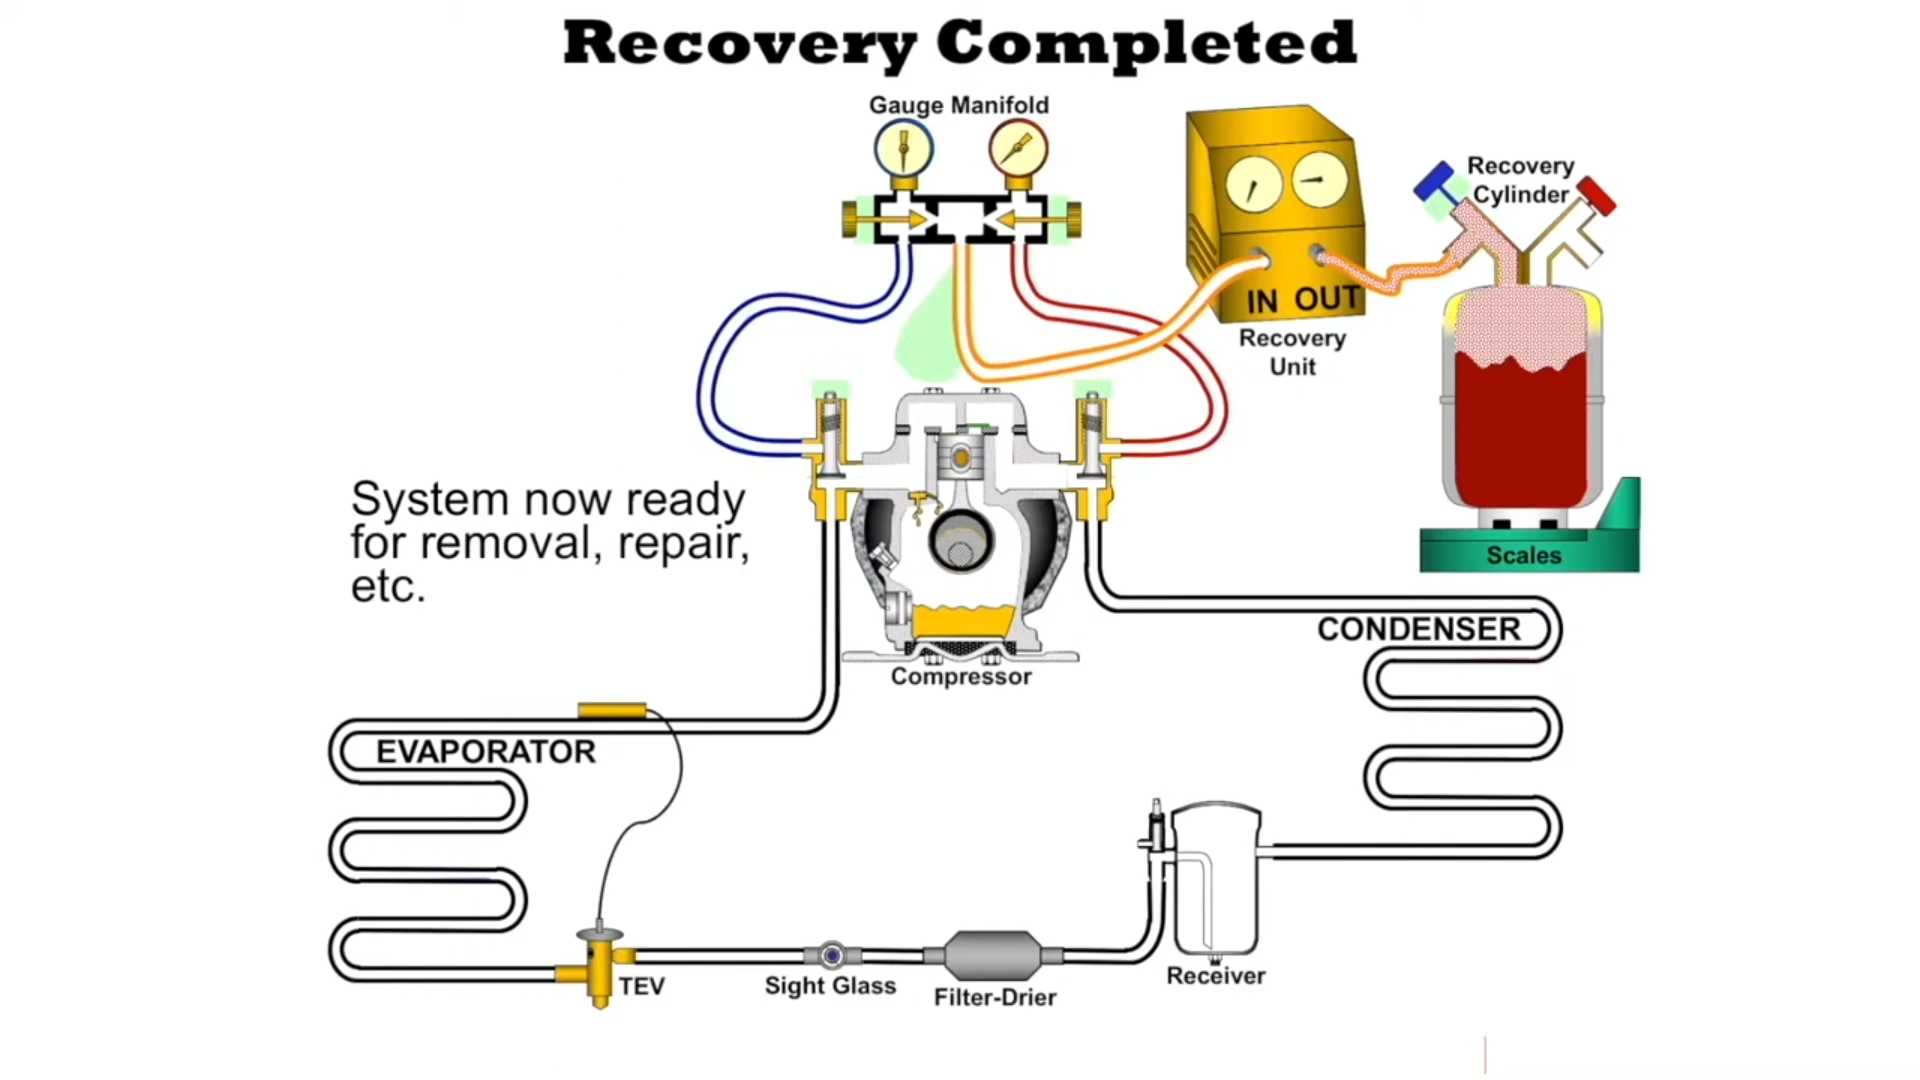 Recovery Completed
Gauge Manifold
Recovery
Cylinder
IN OUT
Recovery
Unit
System now ready
for removal, repair,
etc.
Scales
CONDENSER
Compressor
EVAPORATOR
TEV
Sight Glass
Filter-Drier
Receiver